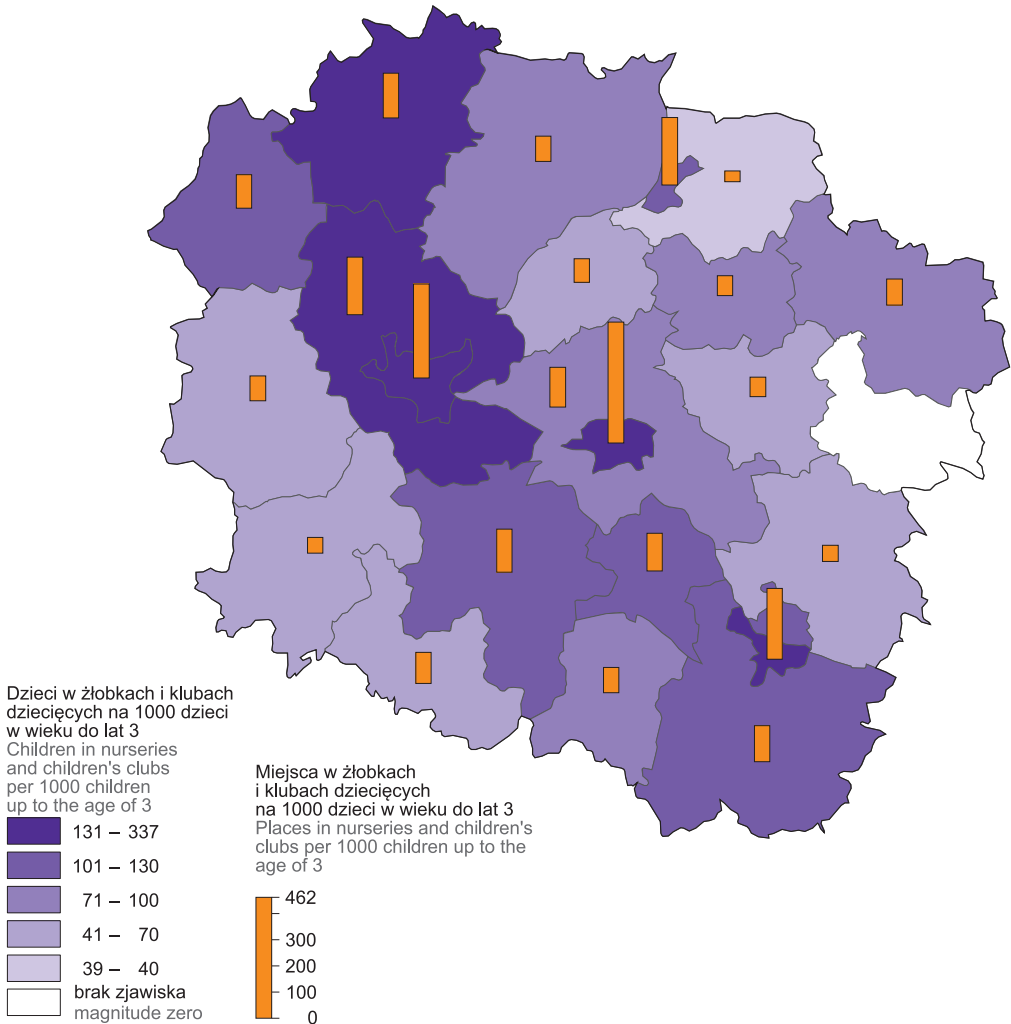 Dzieci w żłobkach i klubach
dziecięcych na 1000 dzieci
w wieku do lat 3
Children in nurseries
and children's clubs
per 1000 children
up to the age of 3
131 – 337
101 – 130
71 – 100
41 – 70
39 – 40
brak zjawiska
magnitude zero
Miejsca w żłobkach
i klubach dziecięcych
na 1000 dzieci w wieku do lat 3
Places in nurseries and children's
clubs per 1000 children up to the
age of 3
462
300
200
100
0